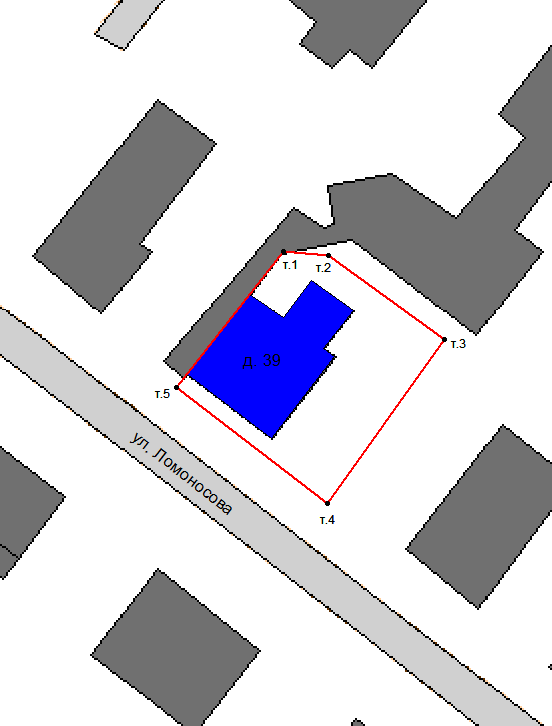 т.1
т.2
т.3
д. 39
т.5
ул. Ломоносова
т.4